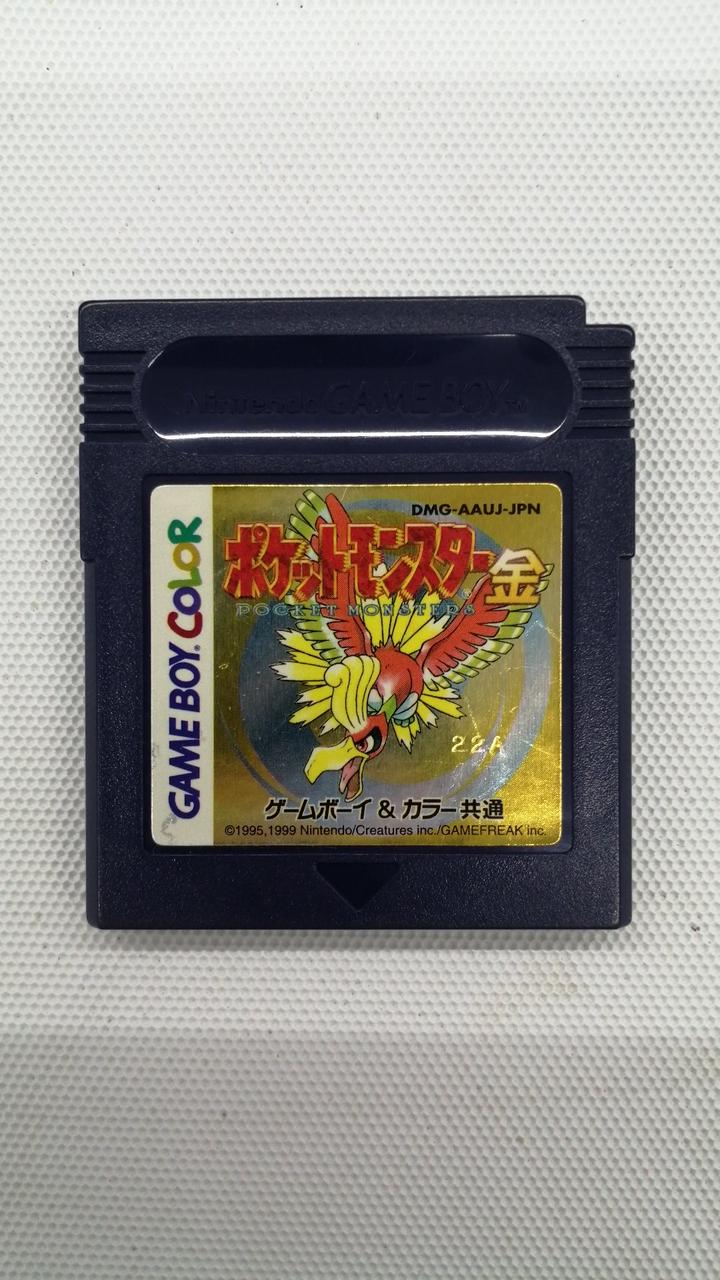 Nintendo GAME BOY™
GAME BOY COLOR
DMG-AAUJ-JPN
ポケットモンスター金
POCKET MONSTERS
22A
ゲームボーイ & カラー共通
©1995,1999 Nintendo/Creatures inc./GAMEFREAK inc.